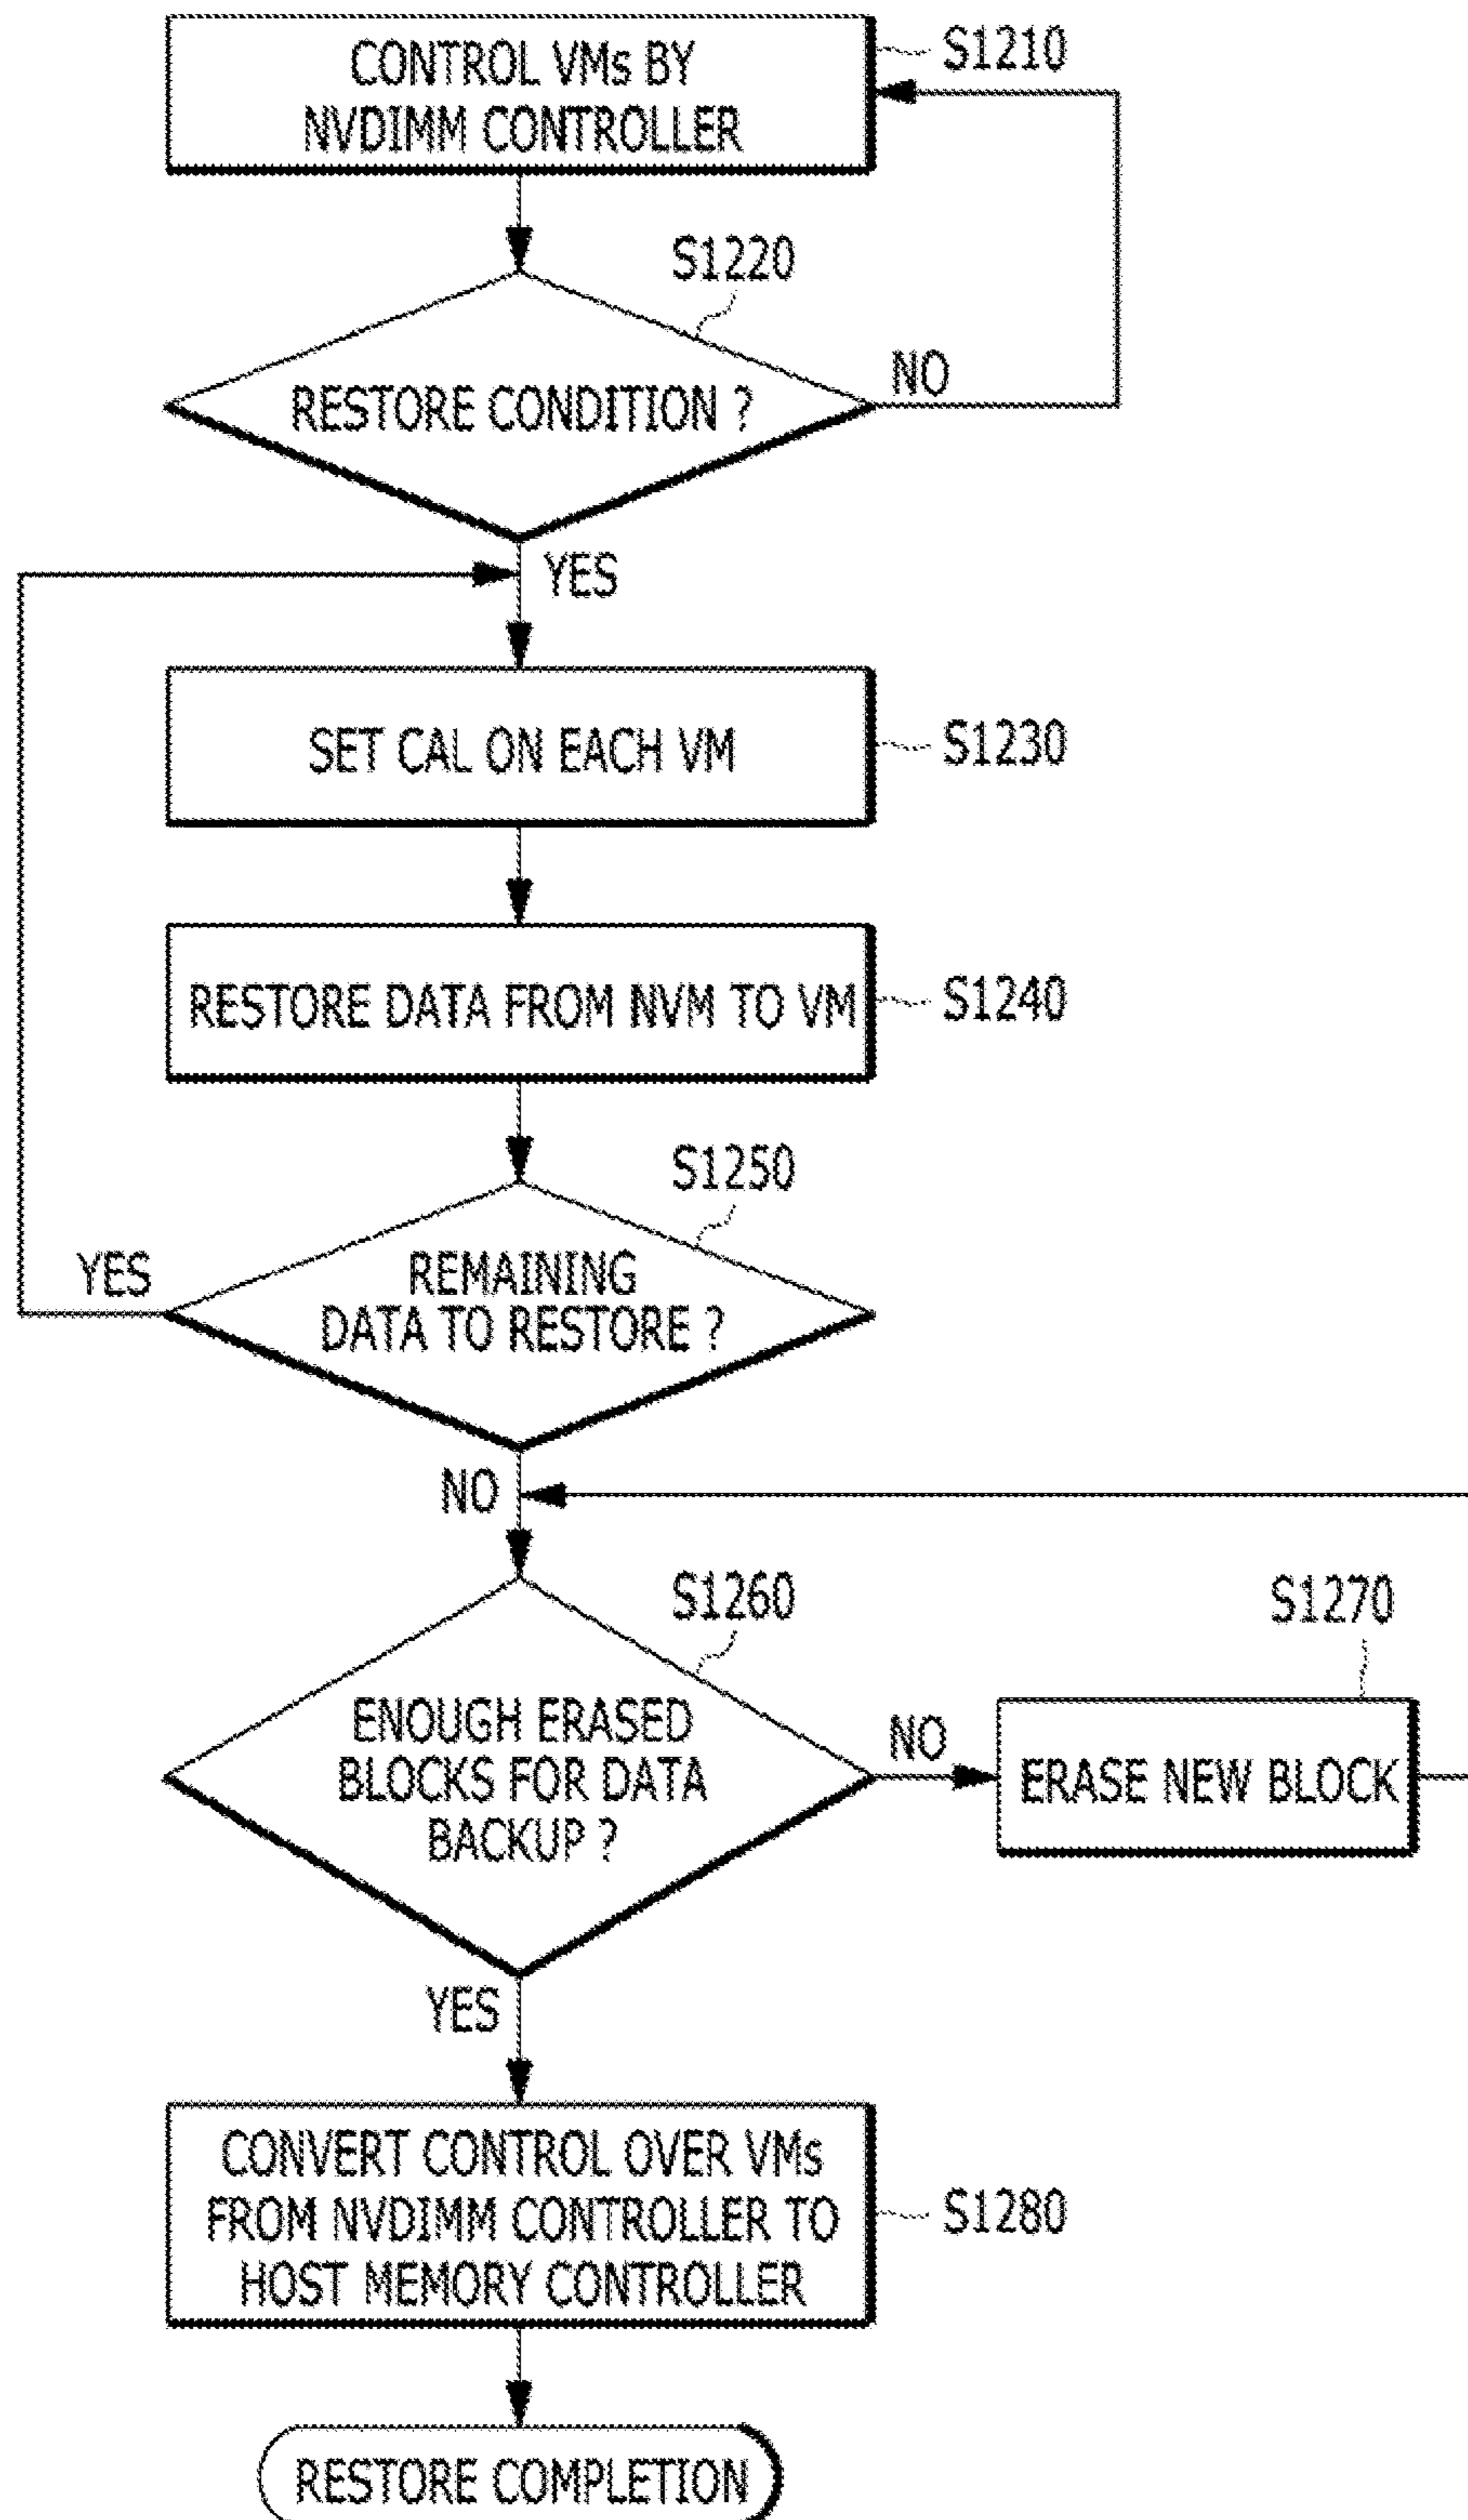 CONTROL VMs BY
NVDIMM CONTROLLER
S1210
S1220
RESTORE CONDITION ?
NO
YES
SET CAL ON EACH VM
S1230
RESTORE DATA FROM NVM TO VM
S1240
S1250
YES
REMAINING
DATA TO RESTORE ?
NO
S1260
S1270
ENOUGH ERASED
BLOCKS FOR DATA
BACKUP ?
NO
ERASE NEW BLOCK
YES
CONVERT CONTROL OVER VMs
FROM NVDIMM CONTROLLER TO
HOST MEMORY CONTROLLER
S1280
RESTORE COMPLETION